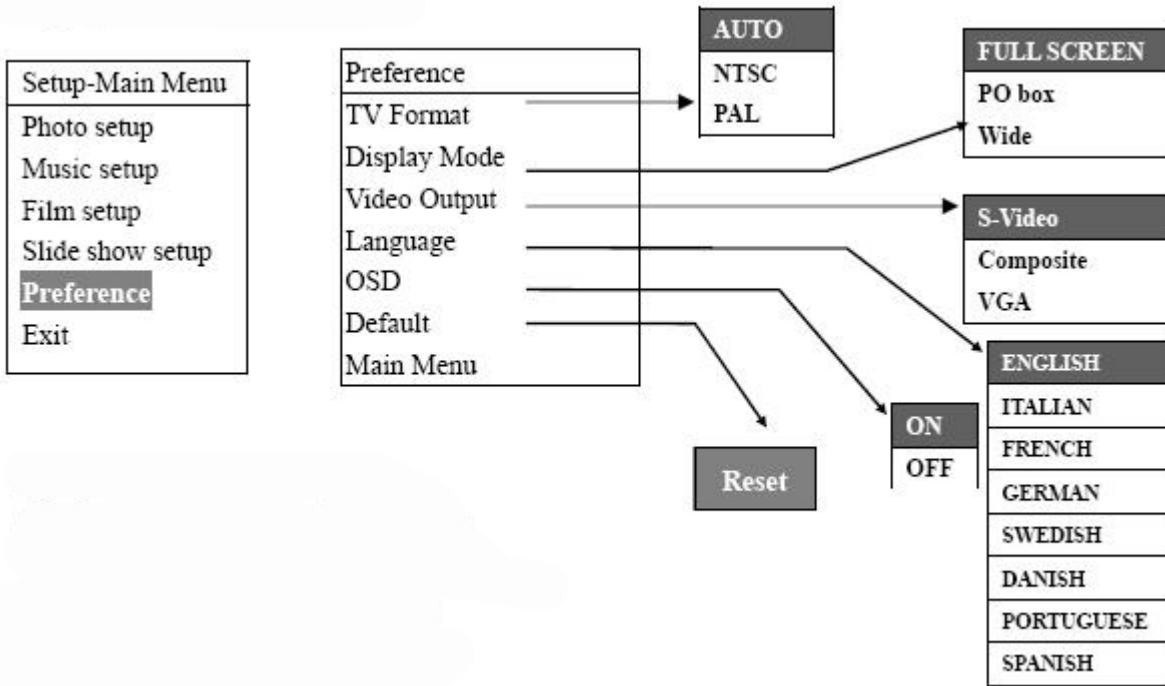 Setup-Main Menu
Photo setup
Music setup
Film setup
Slide show setup
Preference
Exit
Preference
TV Format
Display Mode
Video Output
Language
OSD
Default
Main Menu
AUTO
NTSC
PAL
FULL SCREEN
PO box
Wide
S-Video
Composite
VGA
ENGLISH
ITALIAN
FRENCH
GERMAN
SWEDISH
DANISH
PORTUGUESE
SPANISH
ON
OFF
Reset